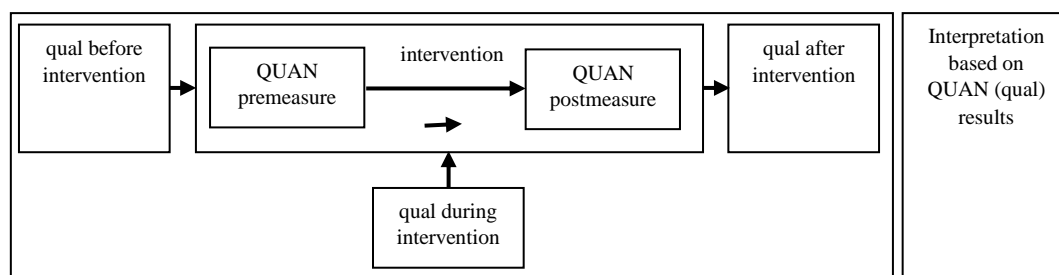 qual before
intervention
QUAN
premeasure
intervention
QUAN
postmeasure
qual during
intervention
qual after
intervention
Interpretation
based on
QUAN (qual)
results